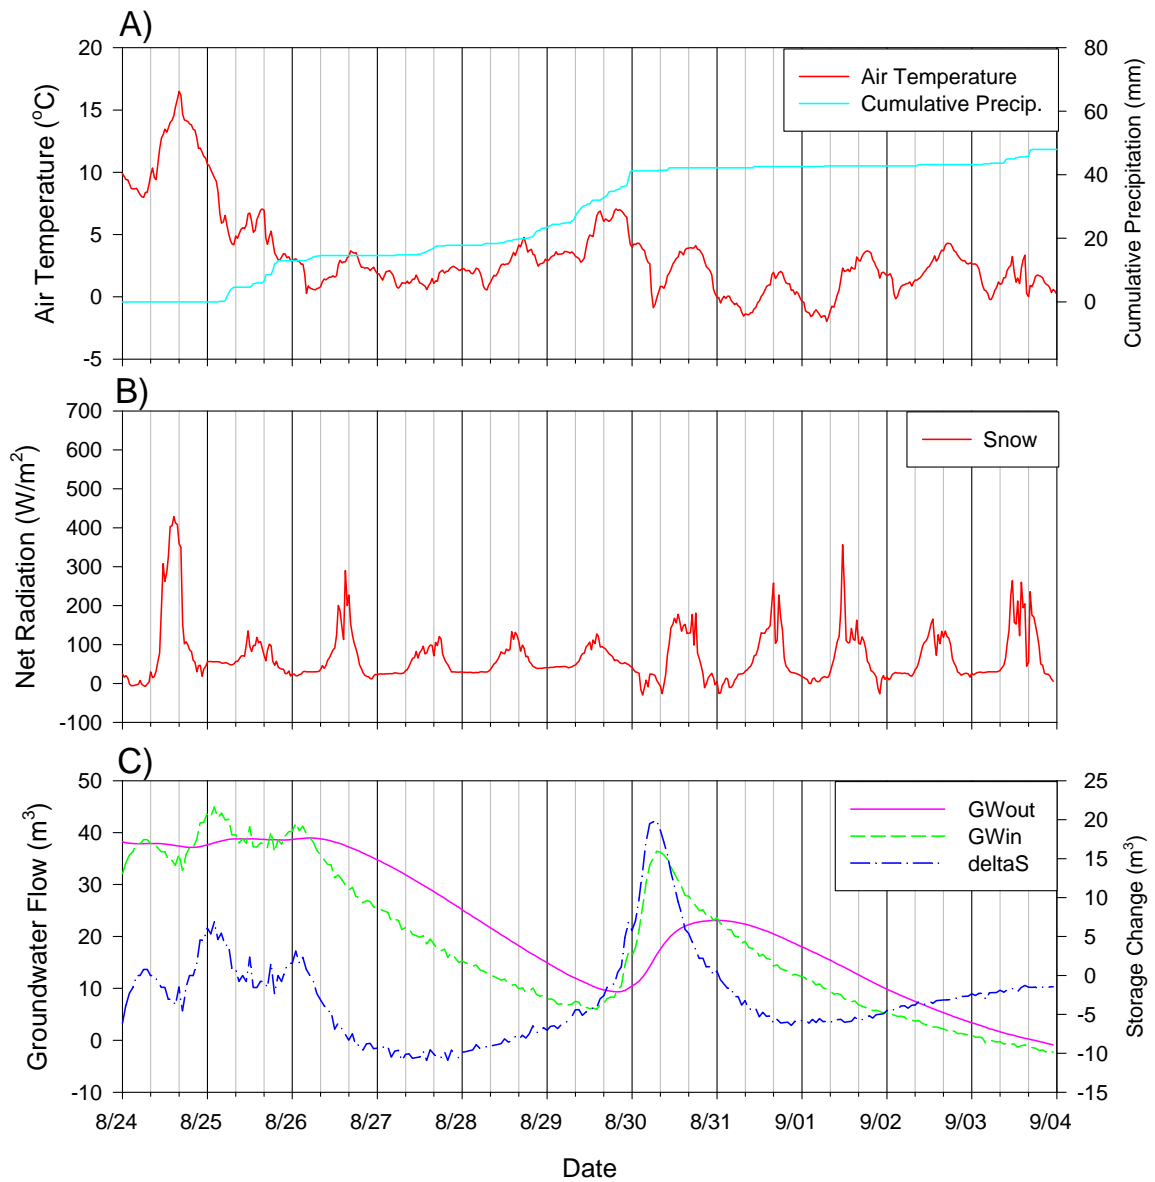 A)
Air Temperature (°C)
20
15
10
5
0
-5
Air Temperature
Cumulative Precip.
80
60
40
20
0
Cumulative Precipitation (mm)
B)
Net Radiation (W/m²)
700
600
500
400
300
200
100
0
-100
Snow
C)
Groundwater Flow (m³)
50
40
30
20
10
0
-10
GWout
GWin
deltaS
25
20
15
10
5
0
-5
-10
-15
Storage Change (m³)
8/24 8/25 8/26 8/27 8/28 8/29 8/30 8/31 9/01 9/02 9/03 9/04
Date